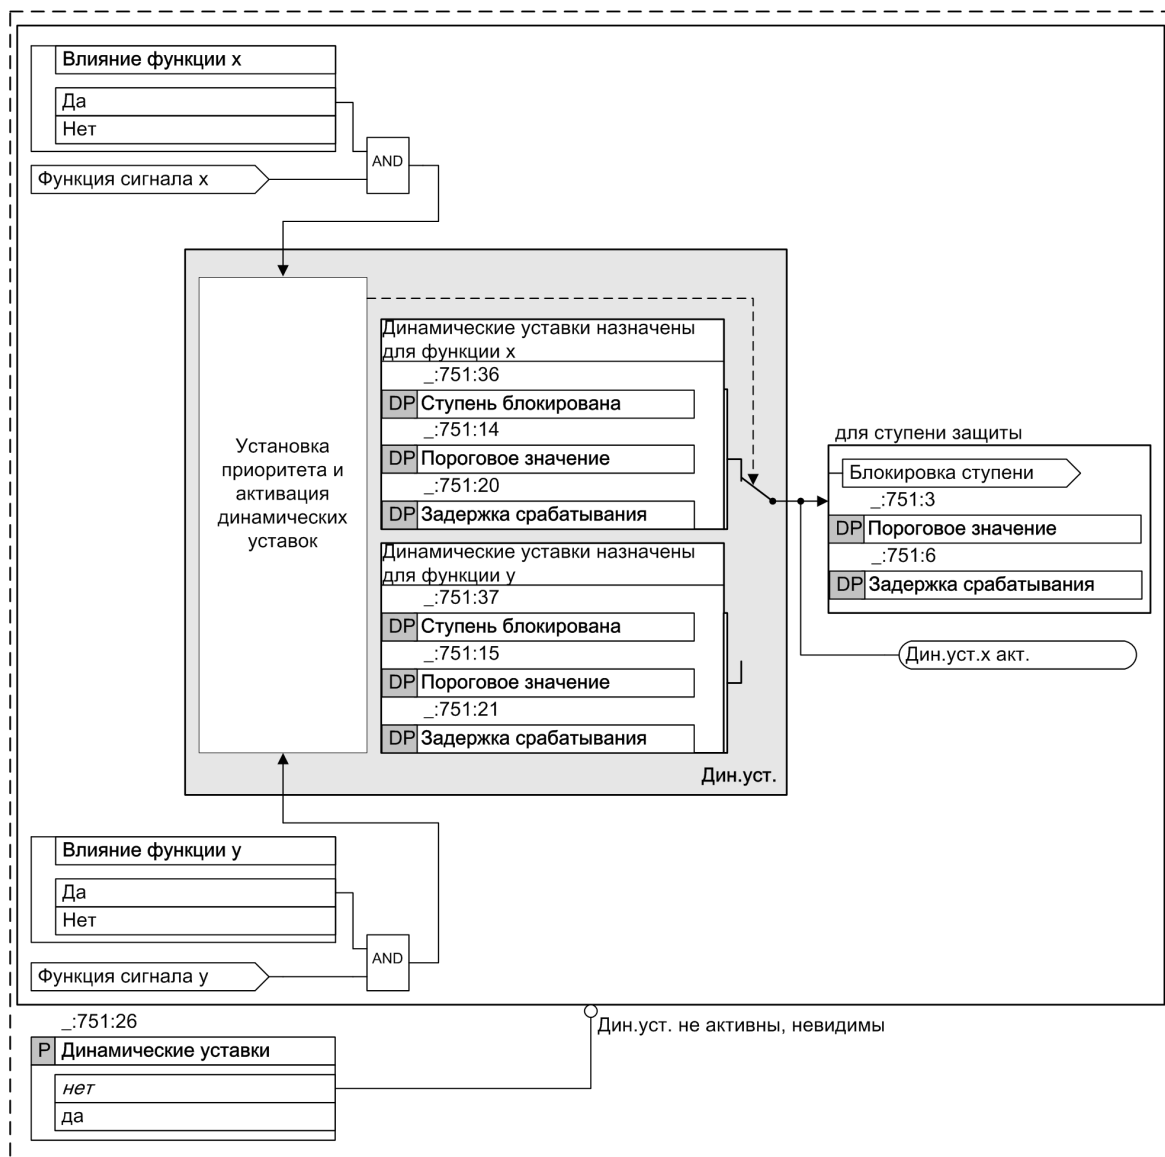 Влияние функции x
Да
Нет
AND
Функция сигнала x
Динамические уставки назначены
для функции x
_:751:36
DP Ступень блокирована
_:751:14
DP Пороговое значение
_:751:20
DP Задержка срабатывания
Установка
приоритета и
активация
динамических
уставок
Динамические уставки назначены
для функции y
_:751:37
DP Ступень блокирована
_:751:15
DP Пороговое значение
_:751:21
DP Задержка срабатывания
Дин.уст.
для ступени защиты
Блокировка ступени
_:751:3
DP Пороговое значение
_:751:6
DP Задержка срабатывания
Дин.уст.x акт.
Влияние функции y
Да
Нет
AND
Функция сигнала y
_:751:26
Дин.уст. не активны, невидимы
P Динамические уставки
нет
да